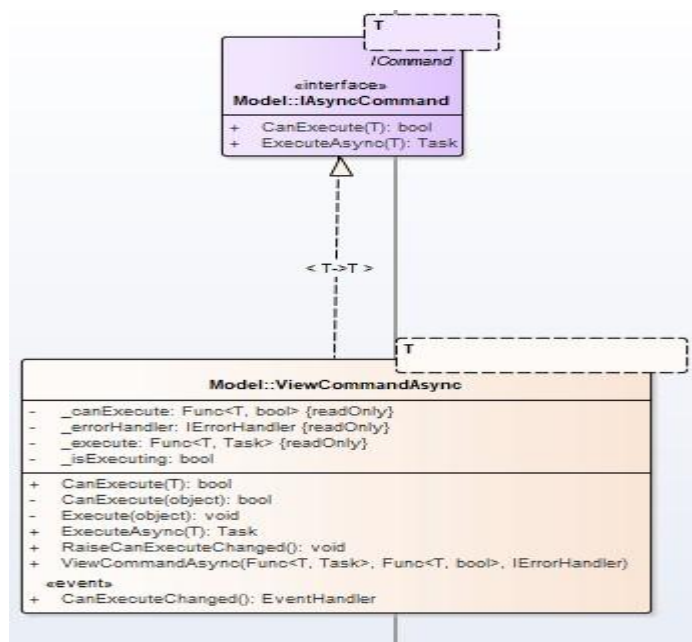 T
ICommand
«interface»
Model::IAsyncCommand
+ CanExecute(T): bool
+ ExecuteAsync(T): Task
< T->T >
T
Model::ViewCommandAsync
- _canExecute: Func<T, bool> {readOnly}
- _errorHandler: IErrorHandler {readOnly}
- _execute: Func<T, Task> {readOnly}
- _isExecuting: bool
+ CanExecute(T): bool
- CanExecute(object): bool
- Execute(object): void
+ ExecuteAsync(T): Task
+ RaiseCanExecuteChanged(): void
+ ViewCommandAsync(Func<T, Task>, Func<T, bool>, IErrorHandler)
«event»
+ CanExecuteChanged(): EventHandler